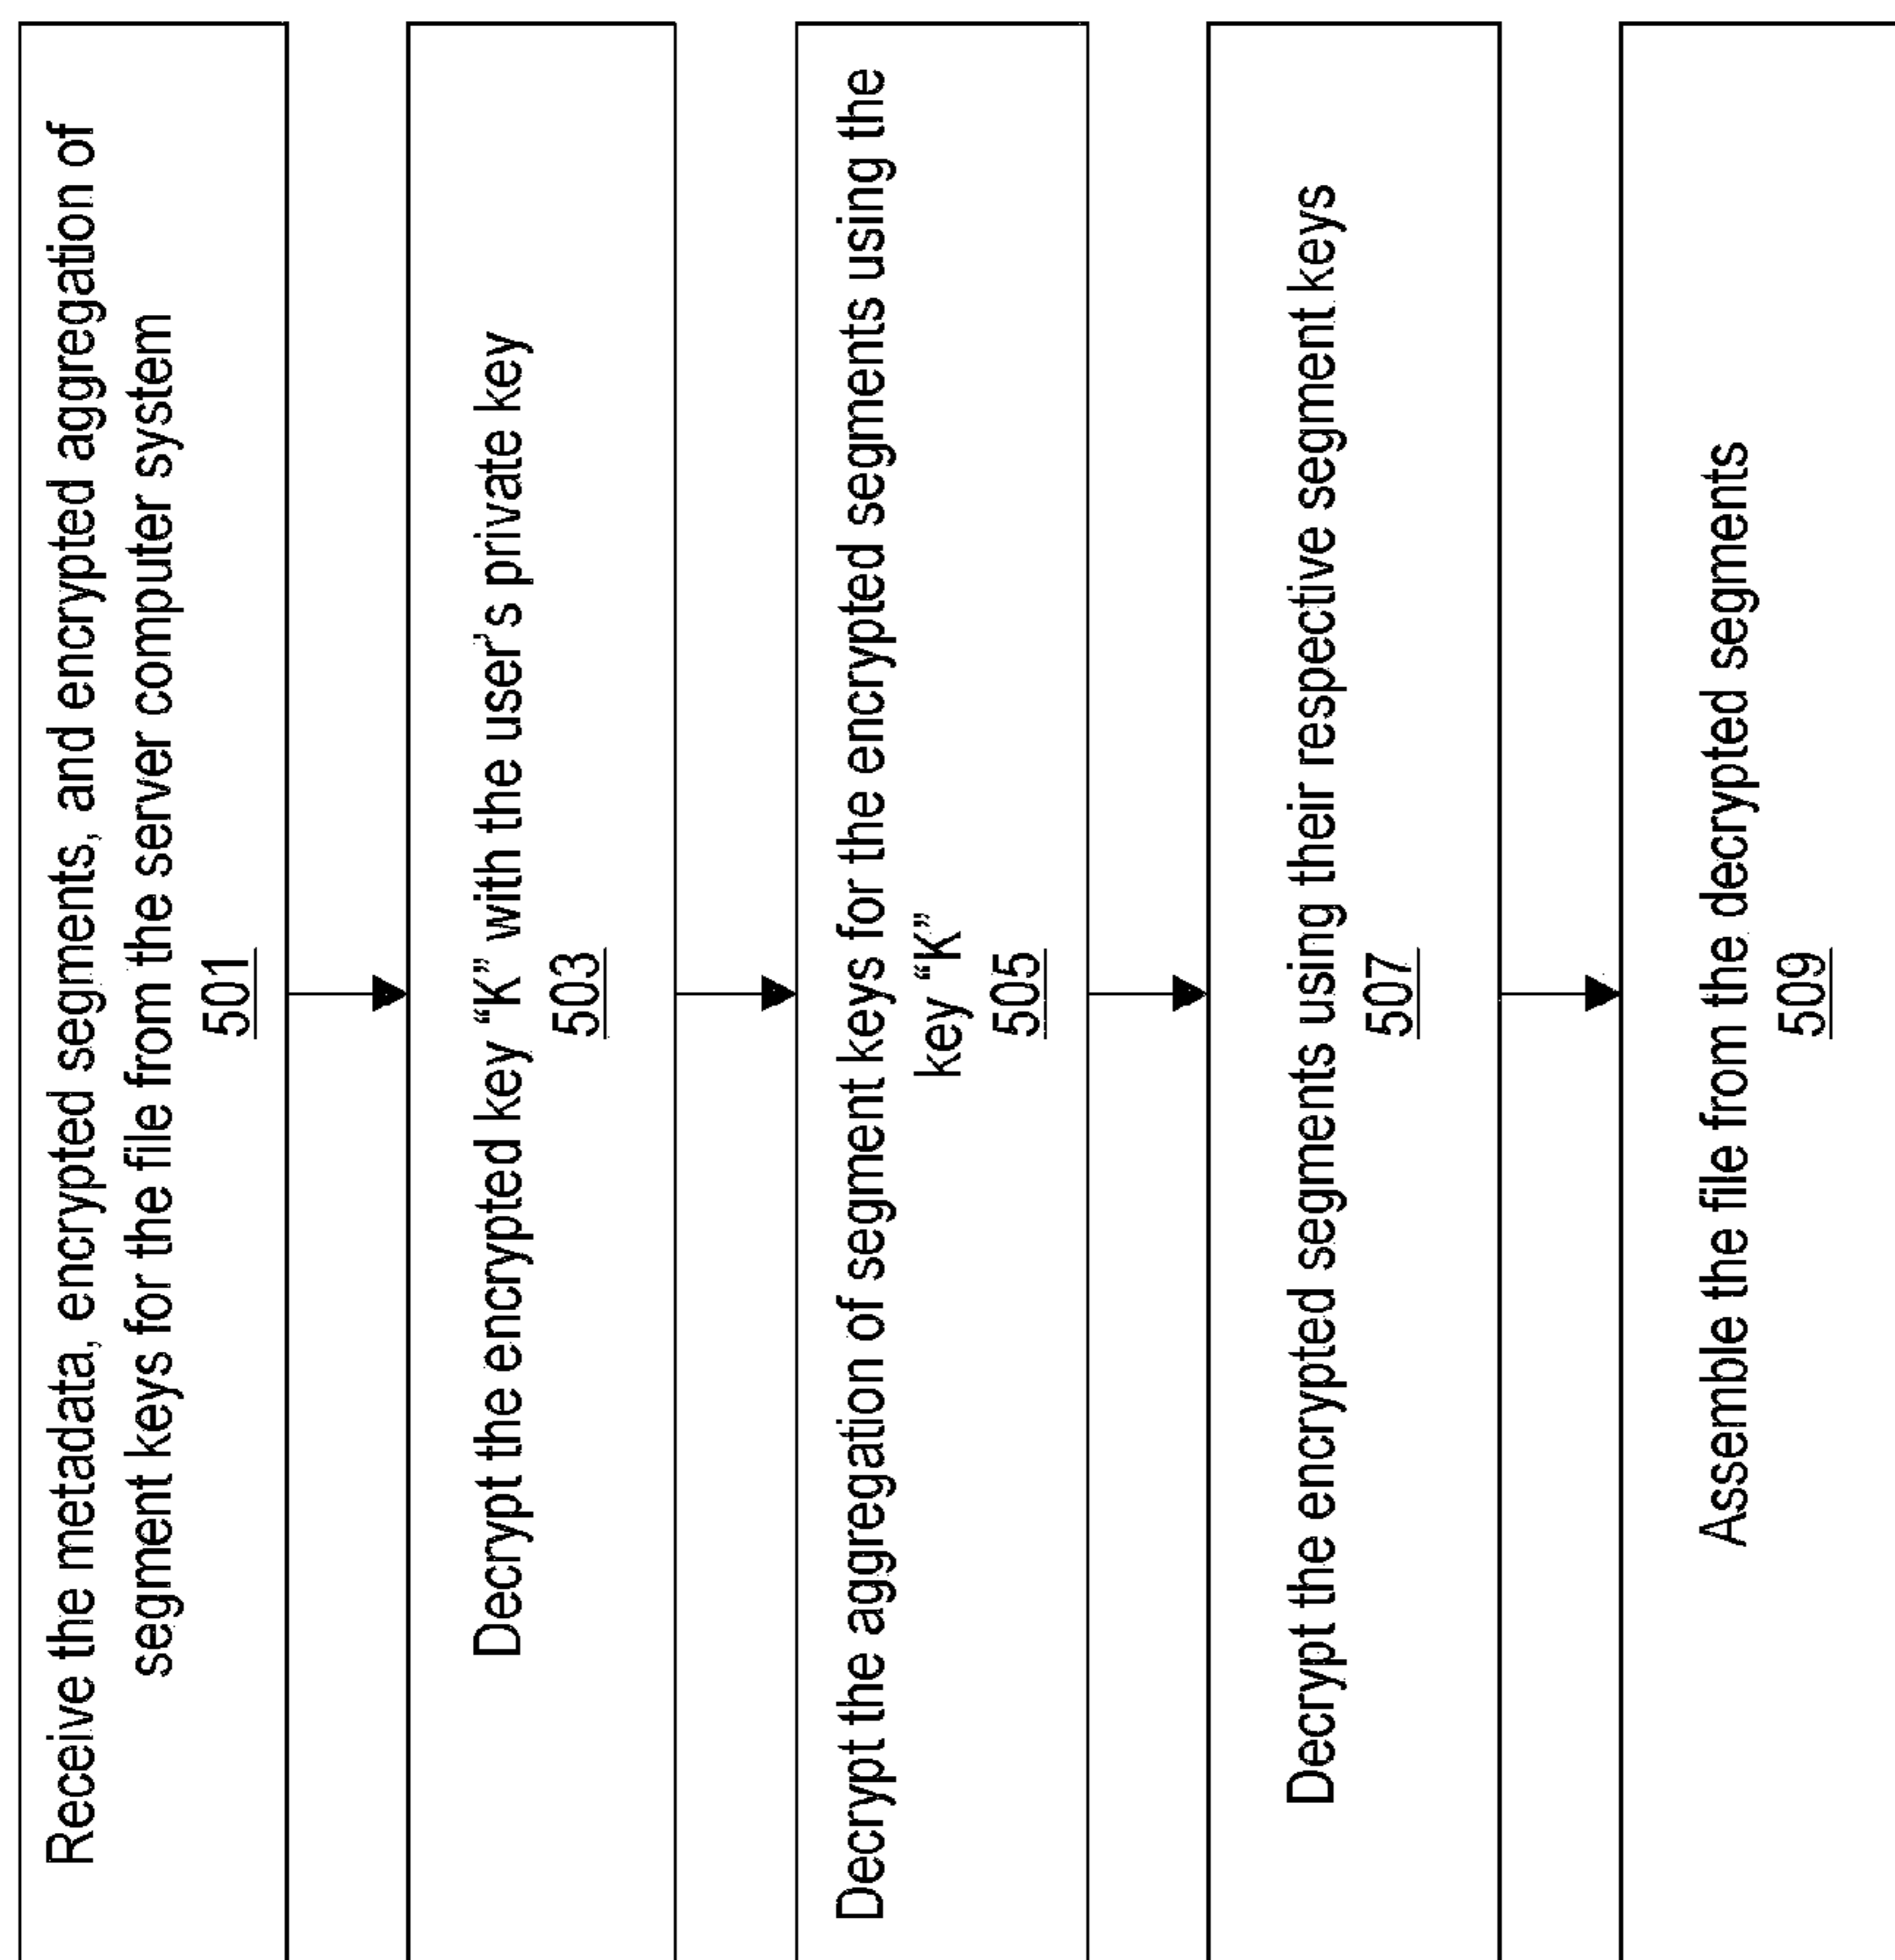 Receive the metadata, encrypted segments, and encrypted aggregation of
segment keys for the file from the server computer system
501
Decrypt the encrypted key “K” with the user’s private key
503
Decrypt the aggregation of segment keys for the encrypted segments using the
key “K”
505
Decrypt the encrypted segments using their respective segment keys
507
Assemble the file from the decrypted segments
509